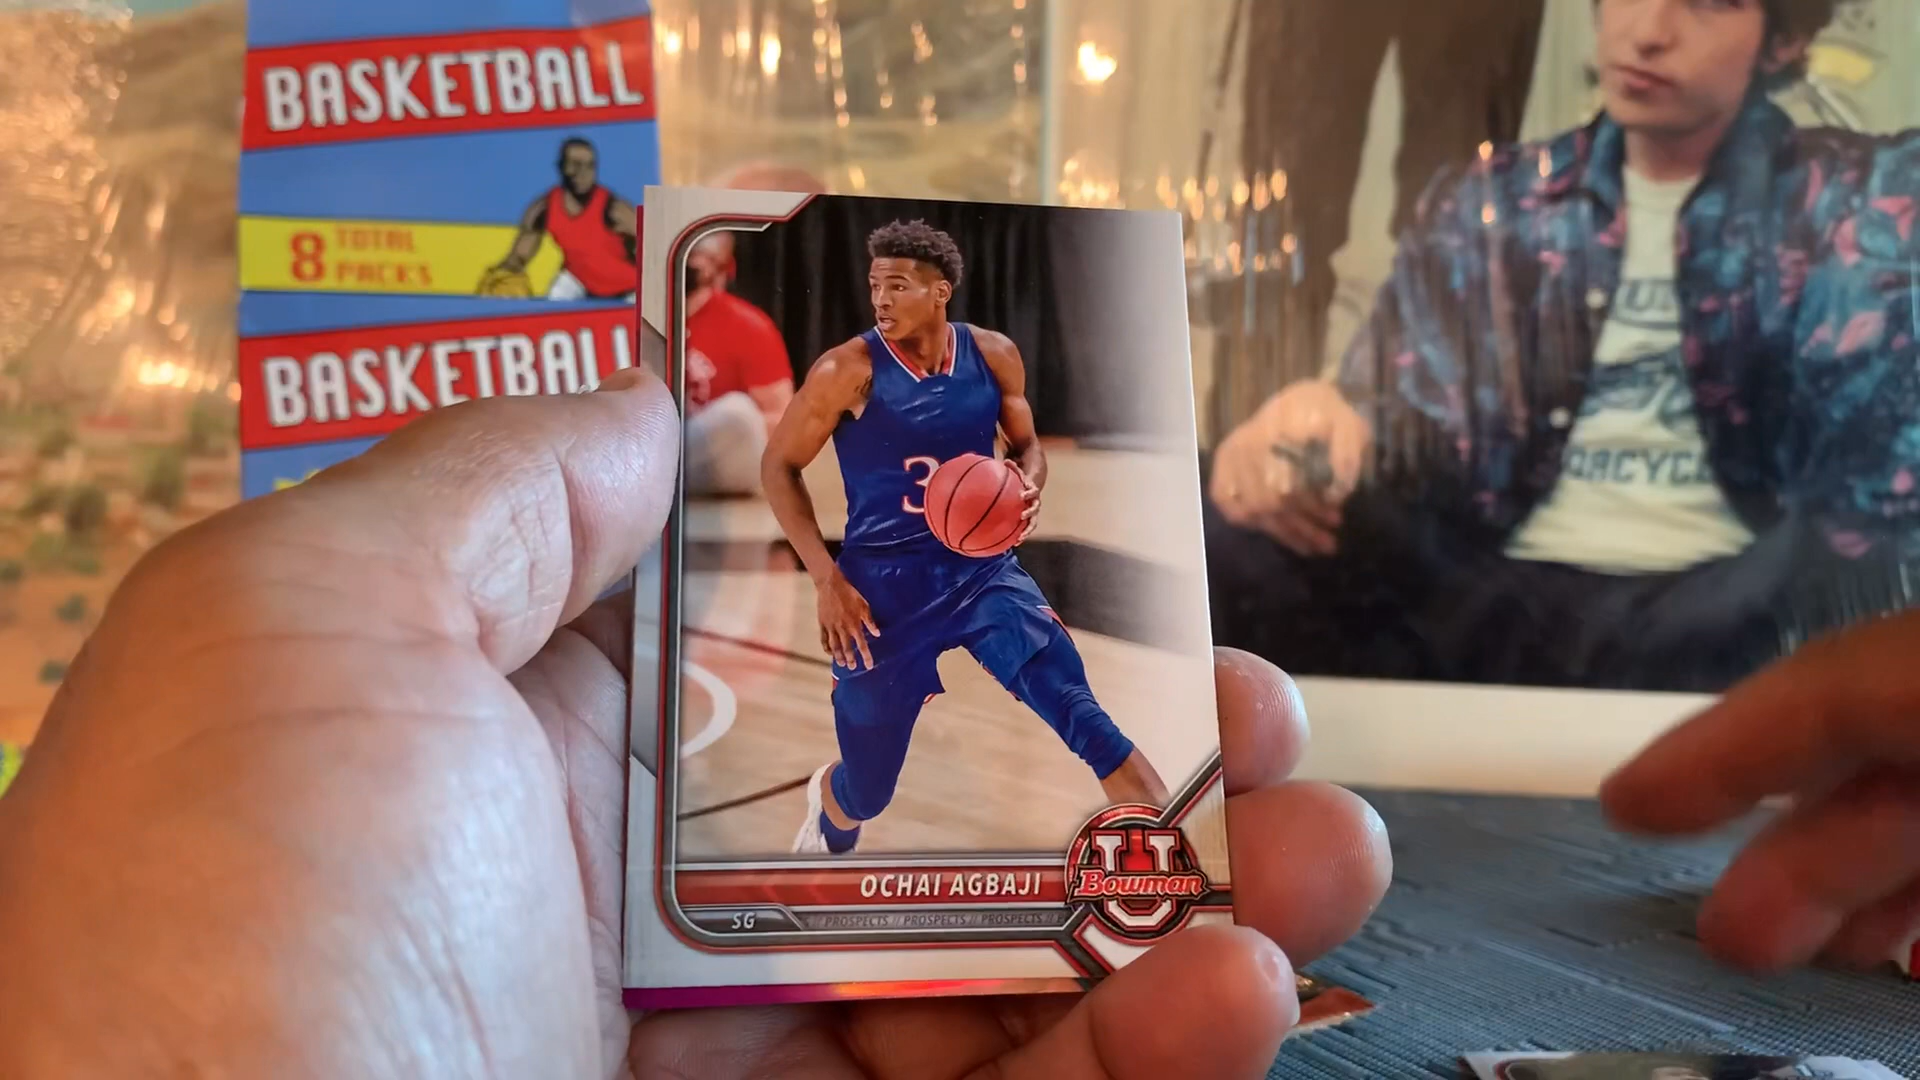 BASKETBALL
8 TOTAL
PACKS
BASKETBALL
3
OCHAI AGBAJI
U
Bowman
SG
// PROSPECTS // PROSPECTS // PROSPECTS //